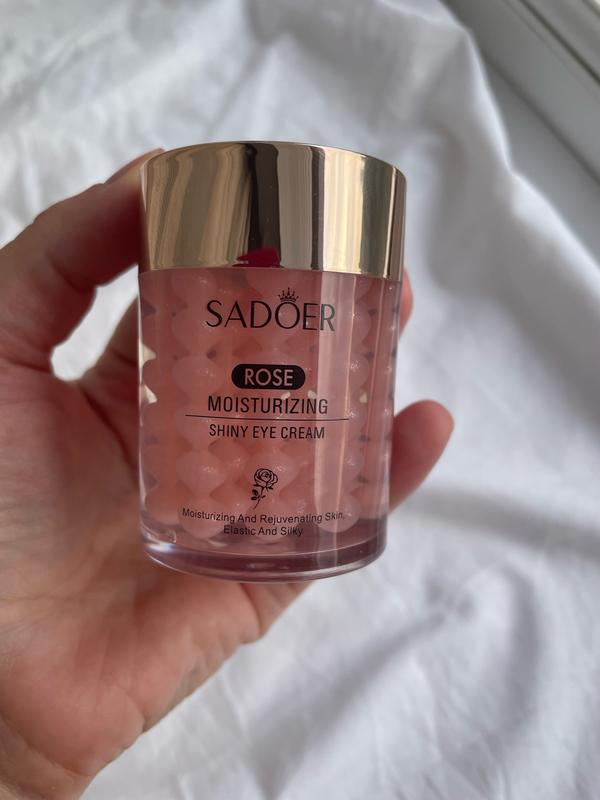 SADOER
ROSE
MOISTURIZING
SHINY EYE CREAM
Moisturizing And Rejuvenating Skin,
Elastic And Silky